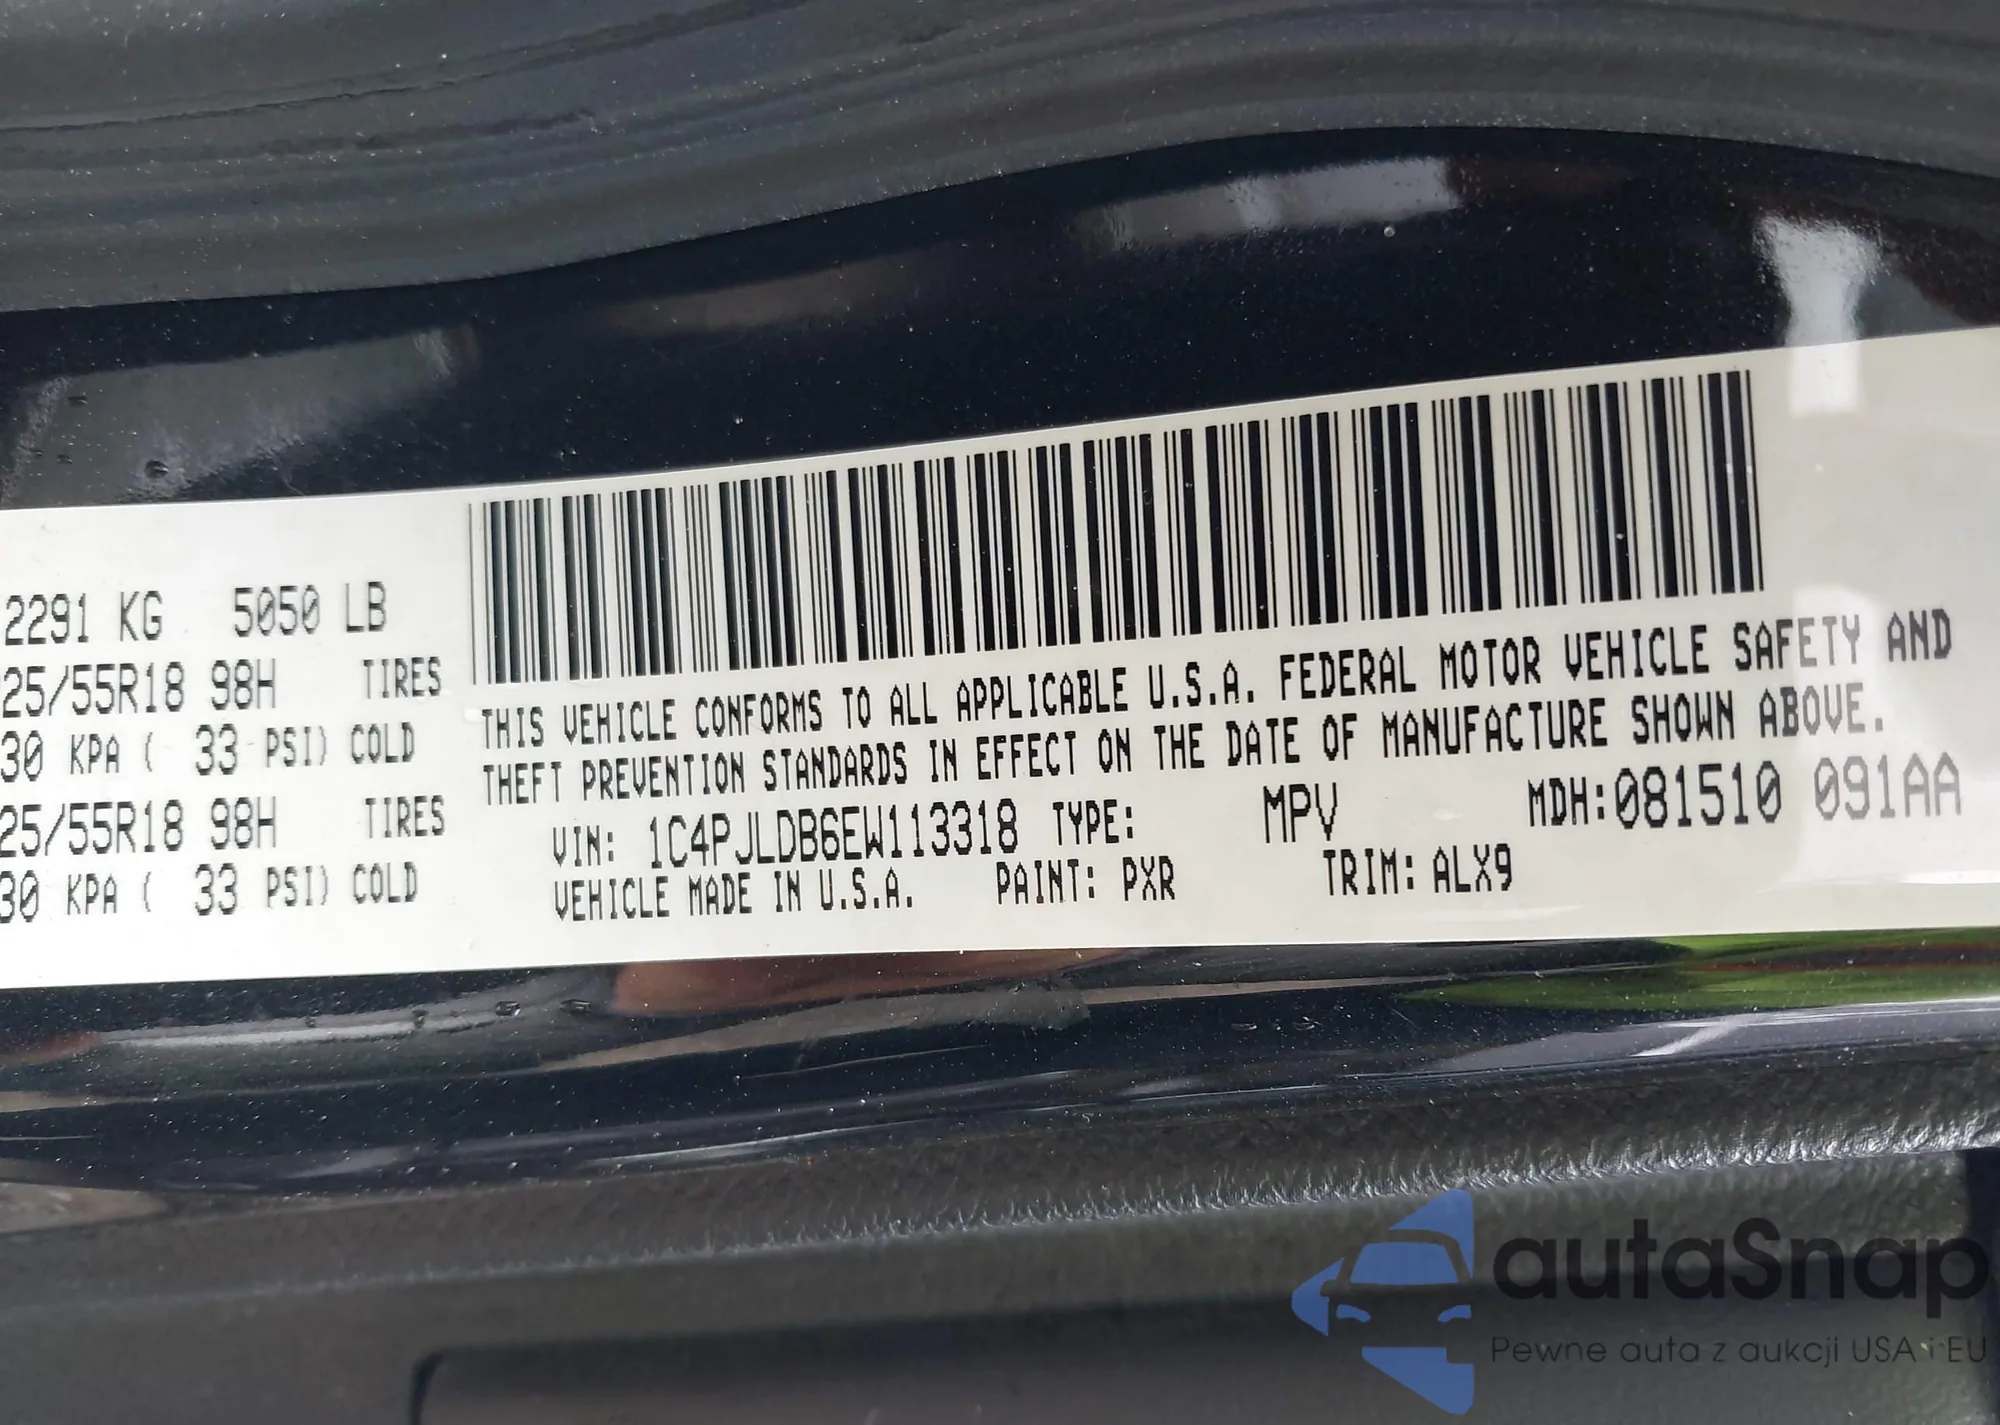 2291 KG 5050 LB
25/55R18 98H TIRES
30 KPA ( 33 PSI) COLD
25/55R18 98H TIRES
30 KPA ( 33 PSI) COLD
THIS VEHICLE CONFORMS TO ALL APPLICABLE U.S.A. FEDERAL MOTOR VEHICLE SAFETY AND
THEFT PREVENTION STANDARDS IN EFFECT ON THE DATE OF MANUFACTURE SHOWN ABOVE.
VIN: 1C4PJLDB6EW113318 TYPE: MPV MDH:081510 091AA
VEHICLE MADE IN U.S.A. PAINT: PXR TRIM: ALX9
autaSnap
Pewne auta z aukcji USA i EU